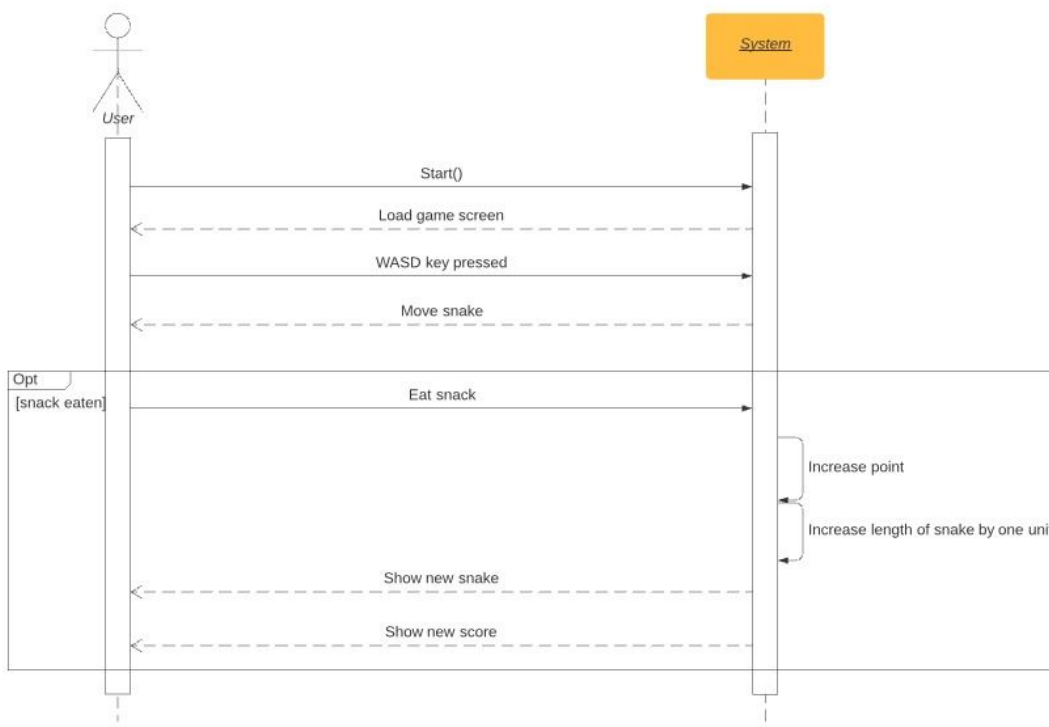 System
User
Start()
Load game screen
WASD key pressed
Move snake
Opt
[snack eaten]
Eat snack
Increase point
Increase length of snake by one uni
Show new snake
Show new score